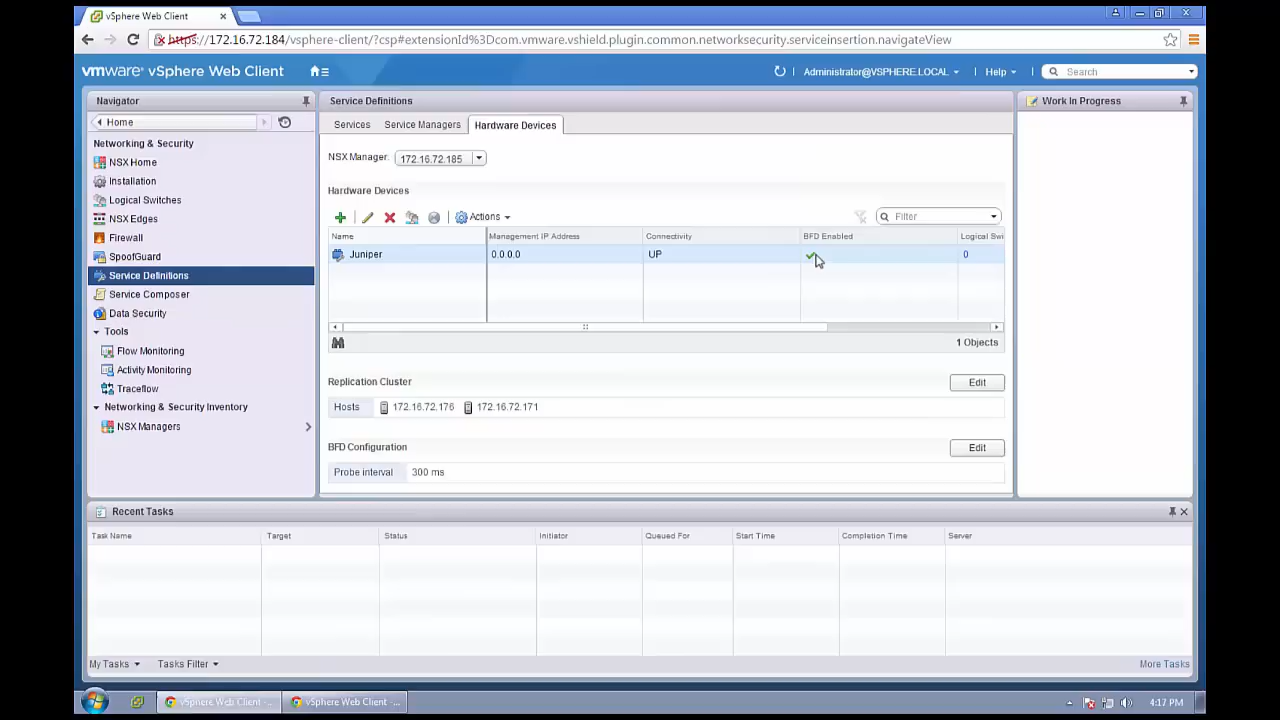 vSphere Web Client
https://172.16.72.184/vsphere-client/?csp#extensionId%3Dcom.vmware.vshield.plugin.common.networksecurity.serviceinsertion.navigateView
vmware vSphere Web Client
Administrator@VSPHERE.LOCAL
Help
Search
Navigator
Home
Networking & Security
NSX Home
Installation
Logical Switches
NSX Edges
Firewall
SpoofGuard
Service Definitions
Service Composer
Data Security
Tools
Flow Monitoring
Activity Monitoring
Traceflow
Networking & Security Inventory
NSX Managers
Service Definitions
Services Service Managers Hardware Devices
NSX Manager: 172.16.72.185
Hardware Devices
Actions
Filter
Name Management IP Address Connectivity BFD Enabled Logical Swi
Juniper 0.0.0.0 UP 0
1 Objects
Replication Cluster
Edit
Hosts 172.16.72.176 172.16.72.171
BFD Configuration
Edit
Probe interval 300 ms
Work In Progress
Recent Tasks
Task Name Target Status Initiator Queued For Start Time Completion Time Server
My Tasks Tasks Filter More Tasks
vSphere Web Client -... vSphere Web Client -... 4:17 PM